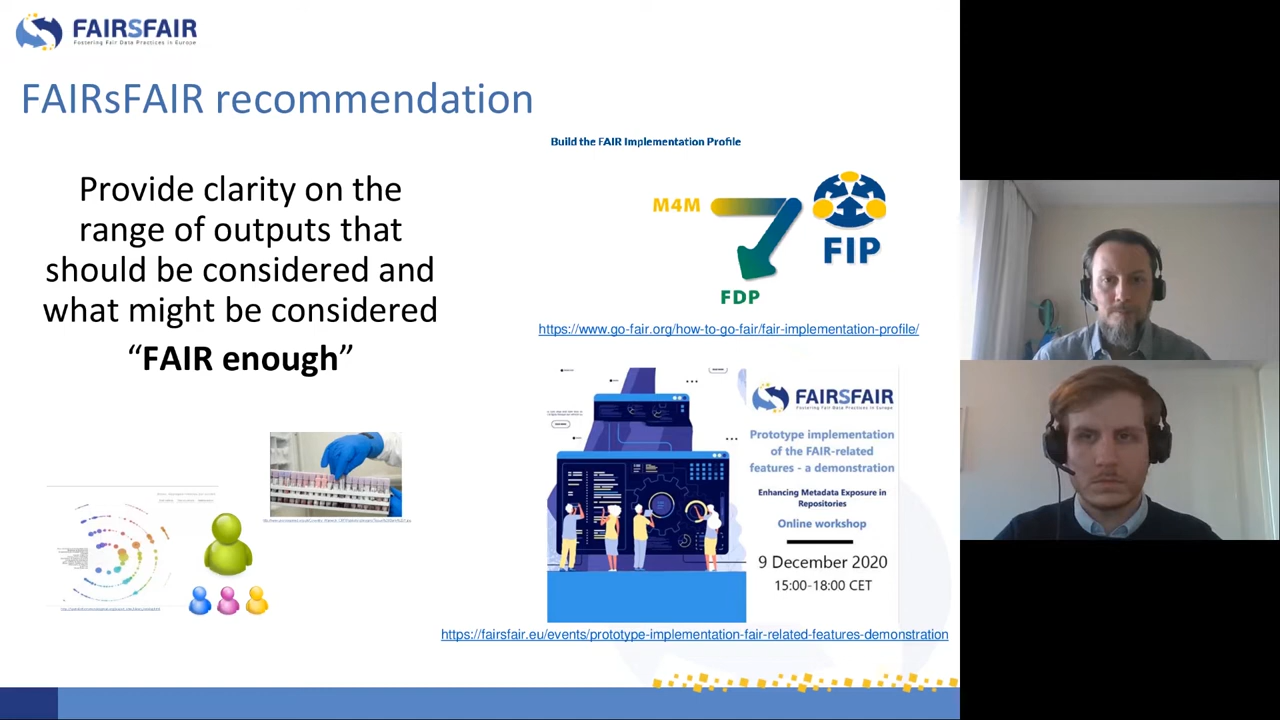 FAIRSFAIR
Fostering Fair Data Practices in Europe
FAIRsFAIR recommendation
Provide clarity on the
range of outputs that
should be considered and
what might be considered
“FAIR enough”
Build the FAIR Implementation Profile
M4M
FIP
FDP
https://www.go-fair.org/how-to-go-fair/fair-implementation-profile/
FAIRSFAIR
Fostering Fair Data Practices in Europe
Prototype implementation
of the FAIR-related
features - a demonstration
Enhancing Metadata Exposure in
Repositories
Online workshop
9 December 2020
15:00-18:00 CET
https://fairsfair.eu/events/prototype-implementation-fair-related-features-demonstration